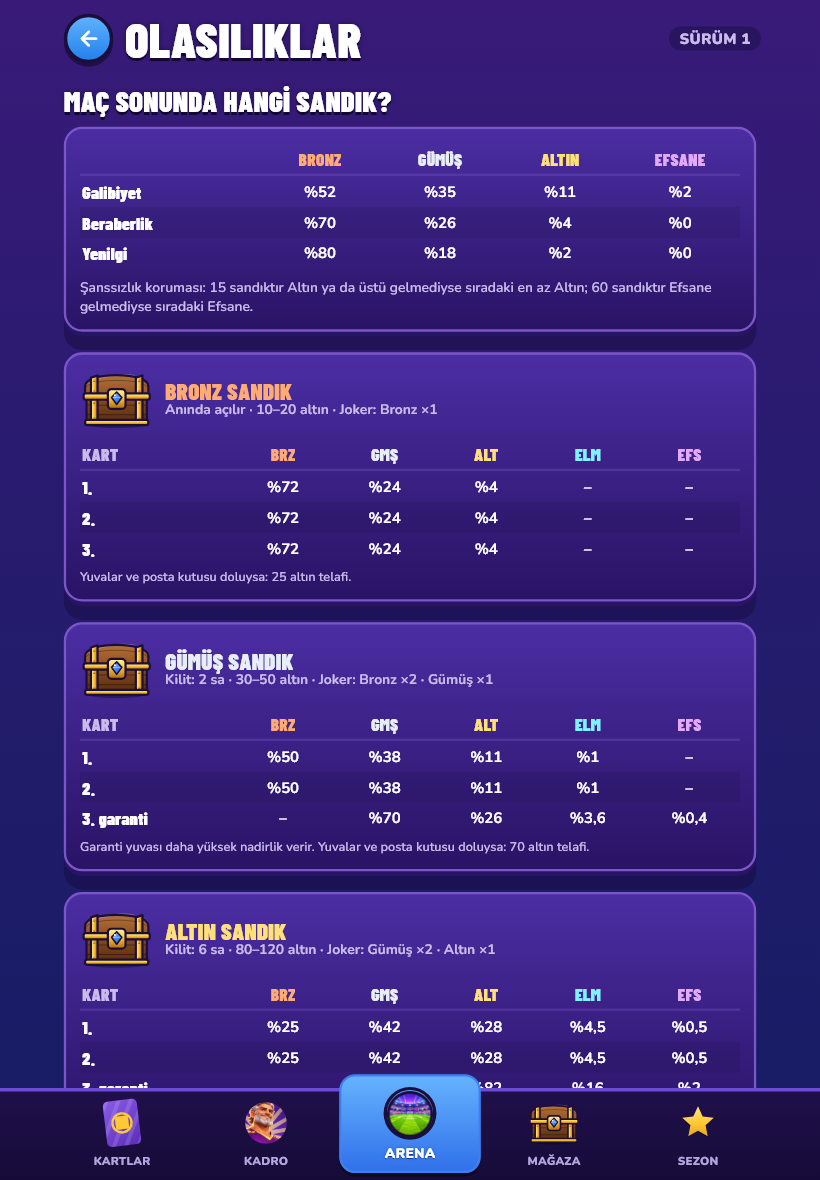 OLASILIKLAR
SÜRÜM 1
MAÇ SONUNDA HANGİ SANDIK?
BRONZ GÜMÜŞ ALTIN EFSANE
Galibiyet %52 %35 %11 %2
Beraberlik %70 %26 %4 %0
Yenilgi %80 %18 %2 %0
Şanssızlık koruması: 15 sandıktır Altın ya da üstü gelmediyse sıradaki en az Altın; 60 sandıktır Efsane
gelmediyse sıradaki Efsane.
BRONZ SANDIK
Anında açılır · 10–20 altın · Joker: Bronz ×1
KART BRZ GMŞ ALT ELM EFS
1. %72 %24 %4 – –
2. %72 %24 %4 – –
3. %72 %24 %4 – –
Yuvalar ve posta kutusu doluysa: 25 altın telafi.
GÜMÜŞ SANDIK
Kilit: 2 sa · 30–50 altın · Joker: Bronz ×2 · Gümüş ×1
KART BRZ GMŞ ALT ELM EFS
1. %50 %38 %11 %1 –
2. %50 %38 %11 %1 –
3. garanti – %70 %26 %3,6 %0,4
Garanti yuvası daha yüksek nadirlik verir. Yuvalar ve posta kutusu doluysa: 70 altın telafi.
ALTIN SANDIK
Kilit: 6 sa · 80–120 altın · Joker: Gümüş ×2 · Altın ×1
KART BRZ GMŞ ALT ELM EFS
1. %25 %42 %28 %4,5 %0,5
2. %25 %42 %28 %4,5 %0,5
3. garanti %82 %16 %2
KARTLAR KADRO ARENA MAĞAZA SEZON